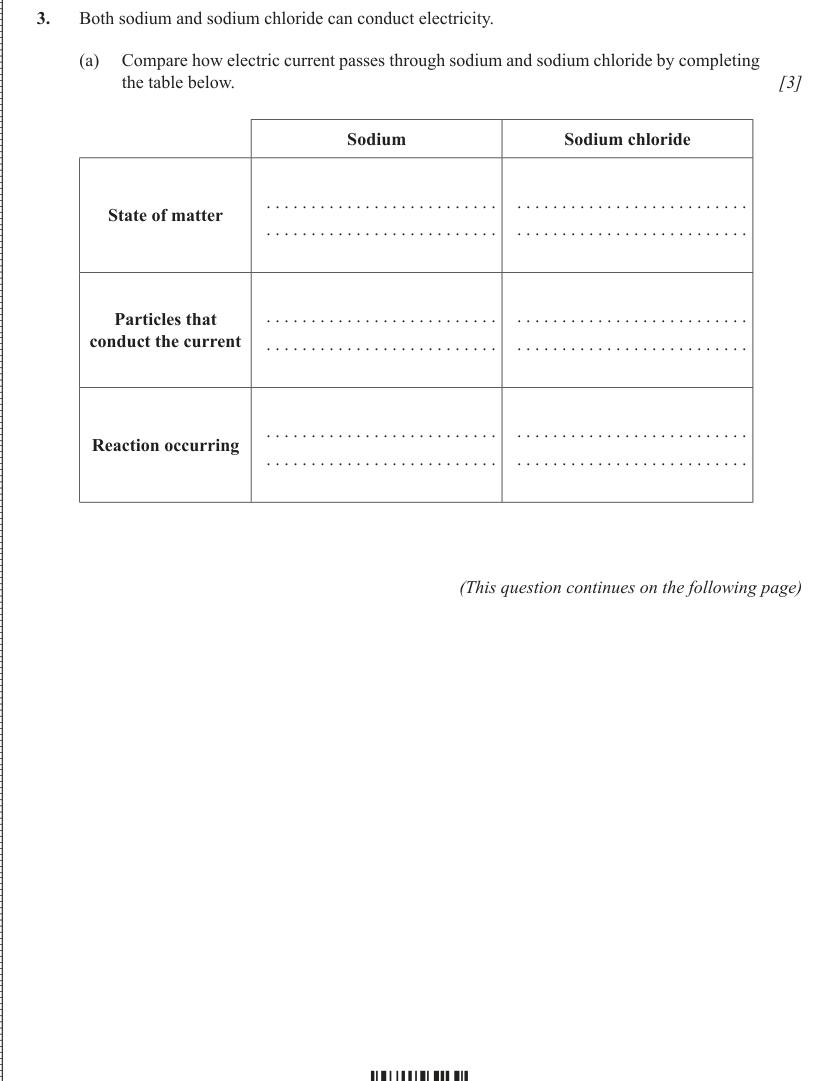 3. Both sodium and sodium chloride can conduct electricity.
(a) Compare how electric current passes through sodium and sodium chloride by completing
the table below. [3]
Sodium Sodium chloride
State of matter
Particles that
conduct the current
Reaction occurring
(This question continues on the following page)